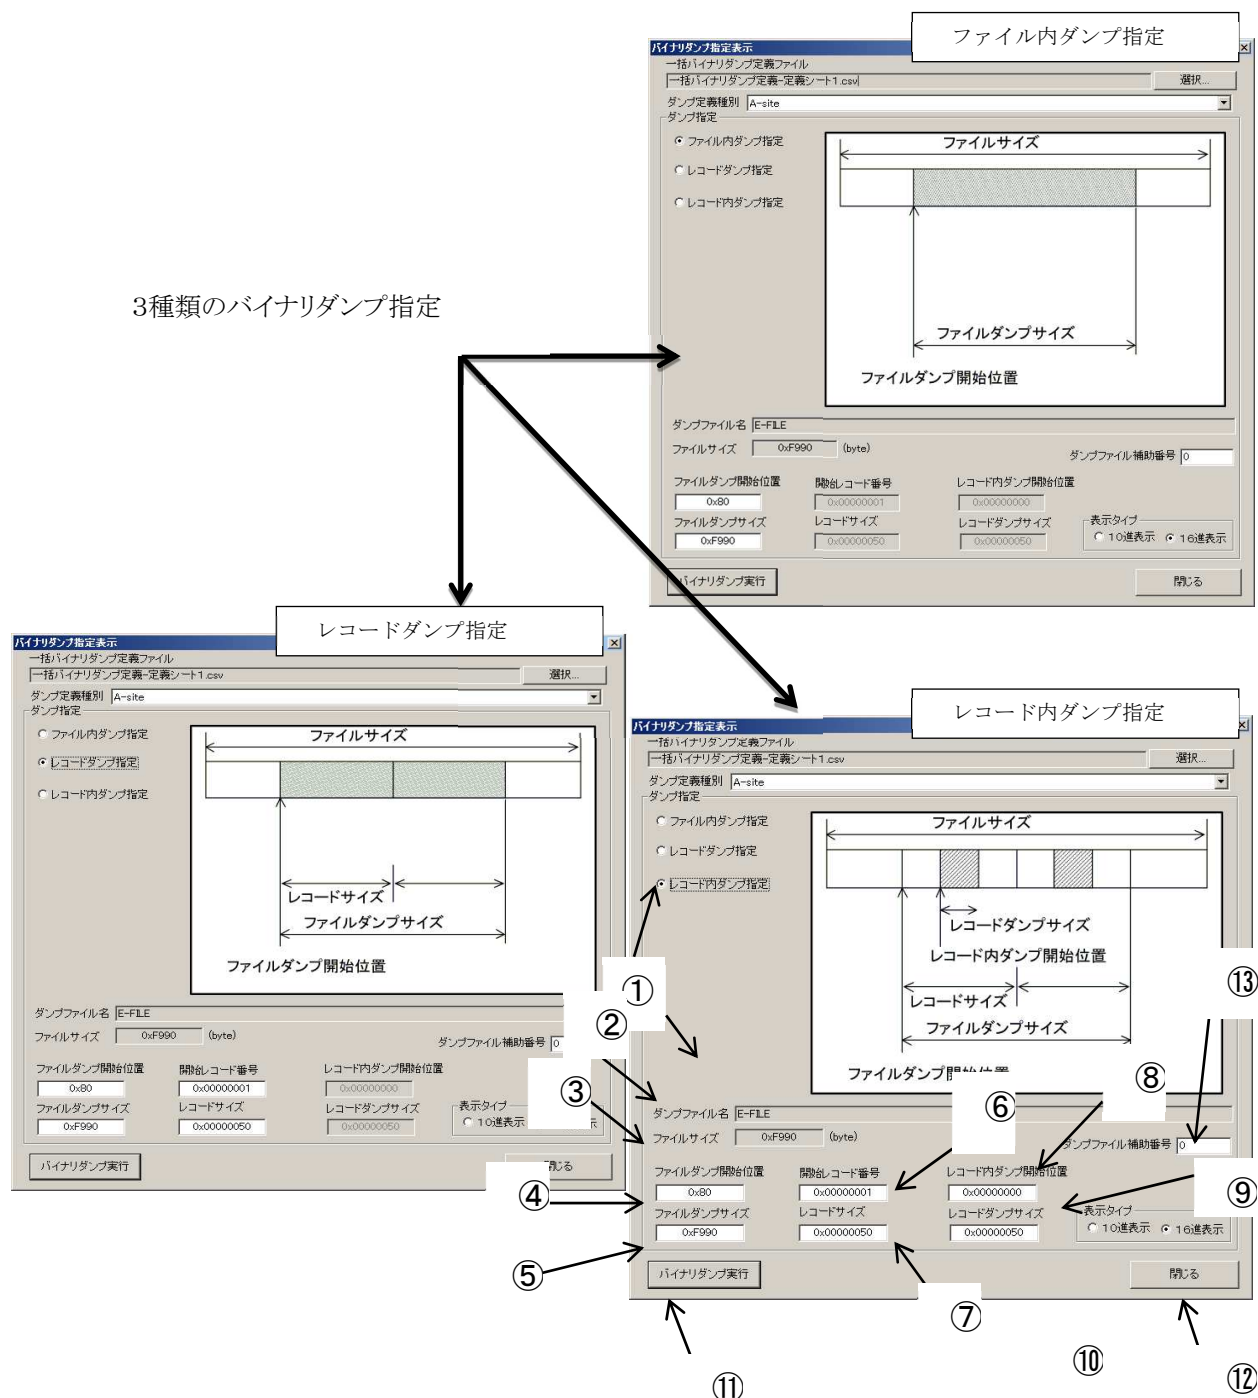 ファイル内ダンプ指定
バイナリダンプ指定表示
一括バイナリダンプ定義ファイル
一括バイナリダンプ定義-定義シート1.csv
選択...
ダンプ定義種別 A-site
ダンプ指定
ファイル内ダンプ指定
レコードダンプ指定
レコード内ダンプ指定
ファイルサイズ
ファイルダンプサイズ
ファイルダンプ開始位置
ダンプファイル名 E-FILE
ファイルサイズ 0xF990 (byte)
ダンプファイル補助番号 0
ファイルダンプ開始位置 開始レコード番号 レコード内ダンプ開始位置
0x80 0x00000001 0x00000000
ファイルダンプサイズ レコードサイズ レコードダンプサイズ 表示タイプ
0xF990 0x00000050 0x00000050 10進表示 16進表示
バイナリダンプ実行 閉じる
3種類のバイナリダンプ指定
レコードダンプ指定
バイナリダンプ指定表示
一括バイナリダンプ定義ファイル
一括バイナリダンプ定義-定義シート1.csv
選択...
ダンプ定義種別 A-site
ダンプ指定
ファイル内ダンプ指定
レコードダンプ指定
レコード内ダンプ指定
ファイルサイズ
レコードサイズ
ファイルダンプサイズ
ファイルダンプ開始位置
ダンプファイル名 E-FILE
ファイルサイズ 0xF990 (byte)
ダンプファイル補助番号 0
ファイルダンプ開始位置 開始レコード番号 レコード内ダンプ開始位置
0x80 0x00000001 0x00000000
ファイルダンプサイズ レコードサイズ レコードダンプサイズ 表示タイプ
0xF990 0x00000050 0x00000050 10進表示
バイナリダンプ実行 じる
レコード内ダンプ指定
バイナリダンプ指定表示
一括バイナリダンプ定義ファイル
一括バイナリダンプ定義-定義シート1.csv
選択...
ダンプ定義種別 A-site
ダンプ指定
ファイル内ダンプ指定
レコードダンプ指定
レコード内ダンプ指定
ファイルサイズ
レコードダンプサイズ
レコード内ダンプ開始位置
レコードサイズ
ファイルダンプサイズ
ファイルダンプ開始位置
ダンプファイル名 E-FILE
ファイルサイズ 0xF990 (byte)
ダンプファイル補助番号 0
ファイルダンプ開始位置 開始レコード番号 レコード内ダンプ開始位置
0x80 0x00000001 0x00000000
ファイルダンプサイズ レコードサイズ レコードダンプサイズ 表示タイプ
0xF990 0x00000050 0x00000050 10進表示 16進表示
バイナリダンプ実行 閉じる
①
②
③
④
⑤
⑥
⑦
⑧
⑨
⑩
⑪
⑫
⑬